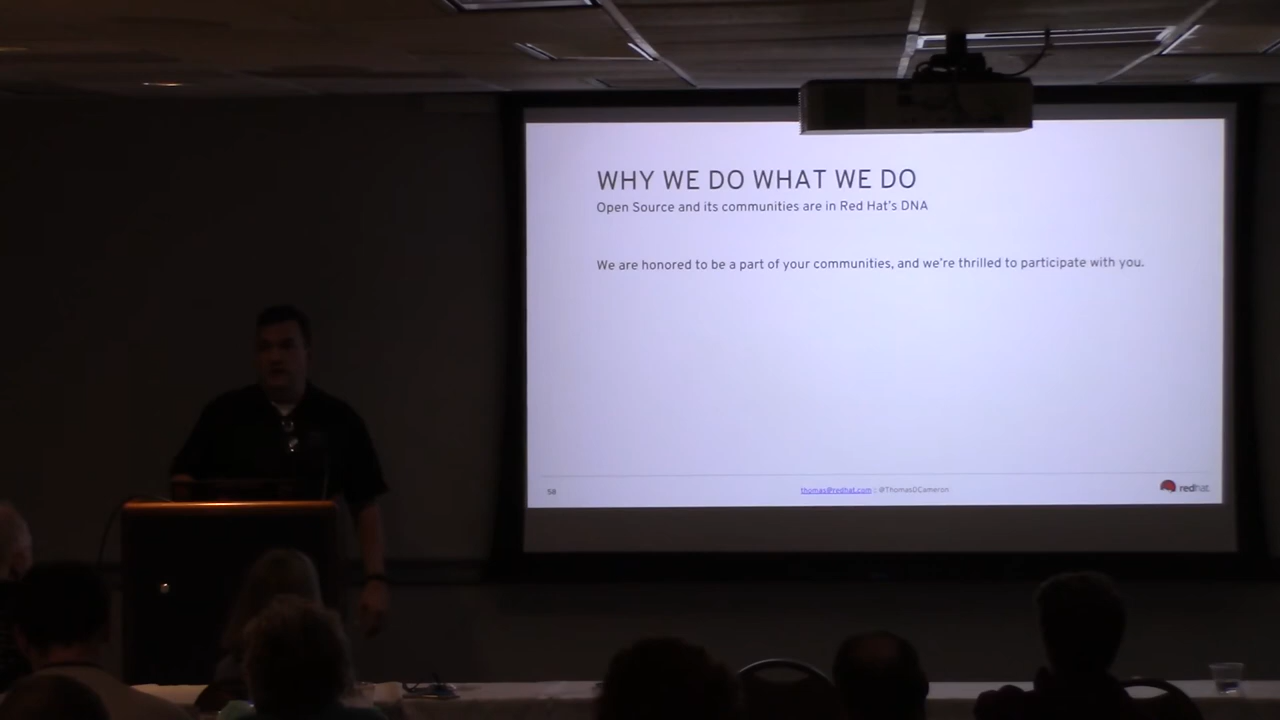 WHY WE DO WHAT WE DO
Open Source and its communities are in Red Hat's DNA
We are honored to be a part of your communities, and we're thrilled to participate with you.
58
thomas@redhat.com : @ThomasDCameron
redhat.